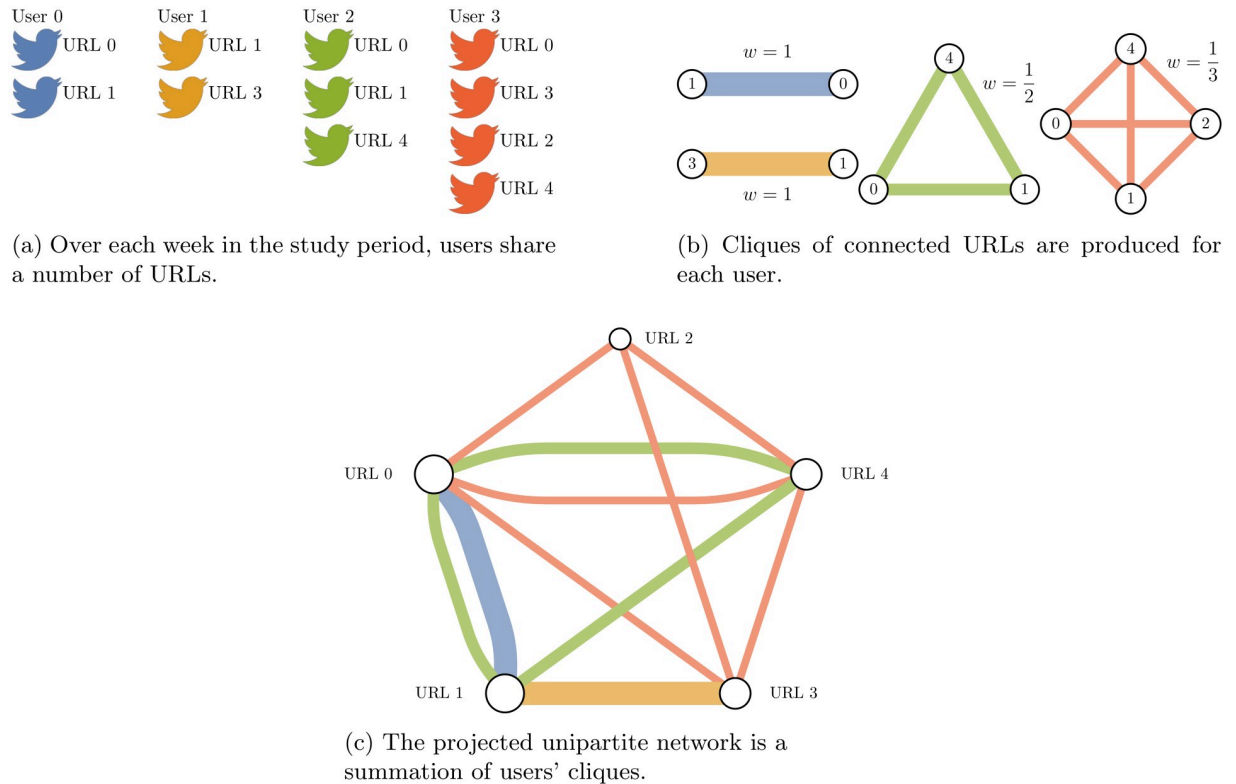 User 0
URL 0
URL 1
User 1
URL 1
URL 3
User 2
URL 0
URL 1
URL 4
User 3
URL 0
URL 3
URL 2
URL 4
(a) Over each week in the study period, users share
a number of URLs.
w = 1
1
0
3
1
w = 1
4
w = 1/2
0
1
4
w = 1/3
0
2
1
(b) Cliques of connected URLs are produced for
each user.
URL 2
URL 0
URL 4
URL 1
URL 3
(c) The projected unipartite network is a
summation of users' cliques.